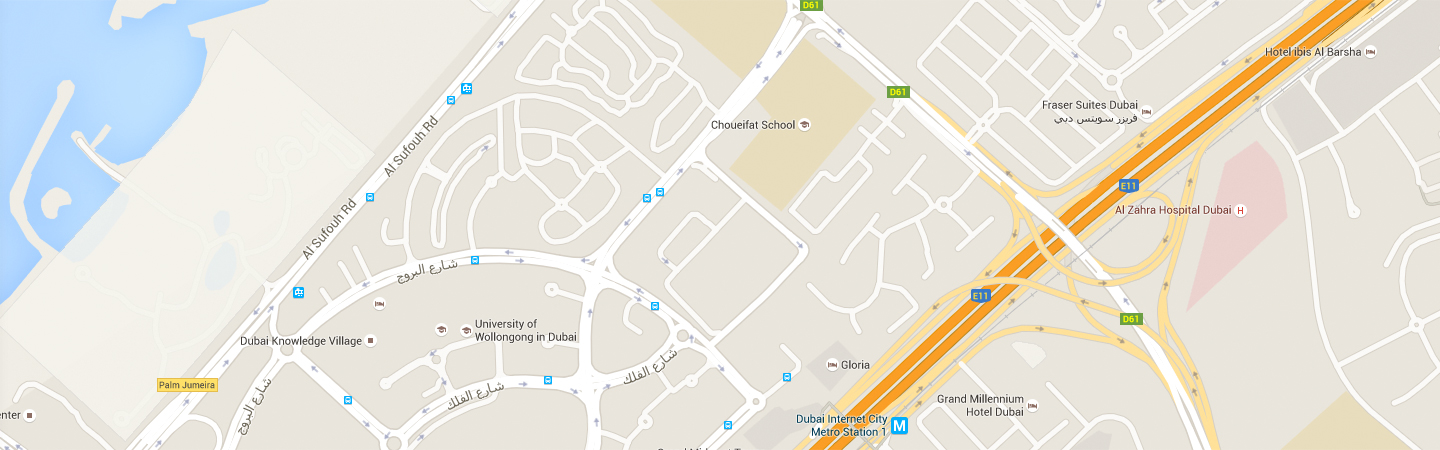 D61
Hotel ibis Al Barsha
D61
Fraser Suites Dubai
فريزر سويتس دبي
Choueifat School
Al Sufouh Rd
E11
Al Zahra Hospital Dubai
H
Al Sufouh Rd
شارع البروج
E11
D61
University of
Wollongong in Dubai
Dubai Knowledge Village
Gloria
شارع الفلك
Palm Jumeira
شارع الفلك
شارع البروج
Grand Millennium
Hotel Dubai
enter
Dubai Internet City
Metro Station 1
M